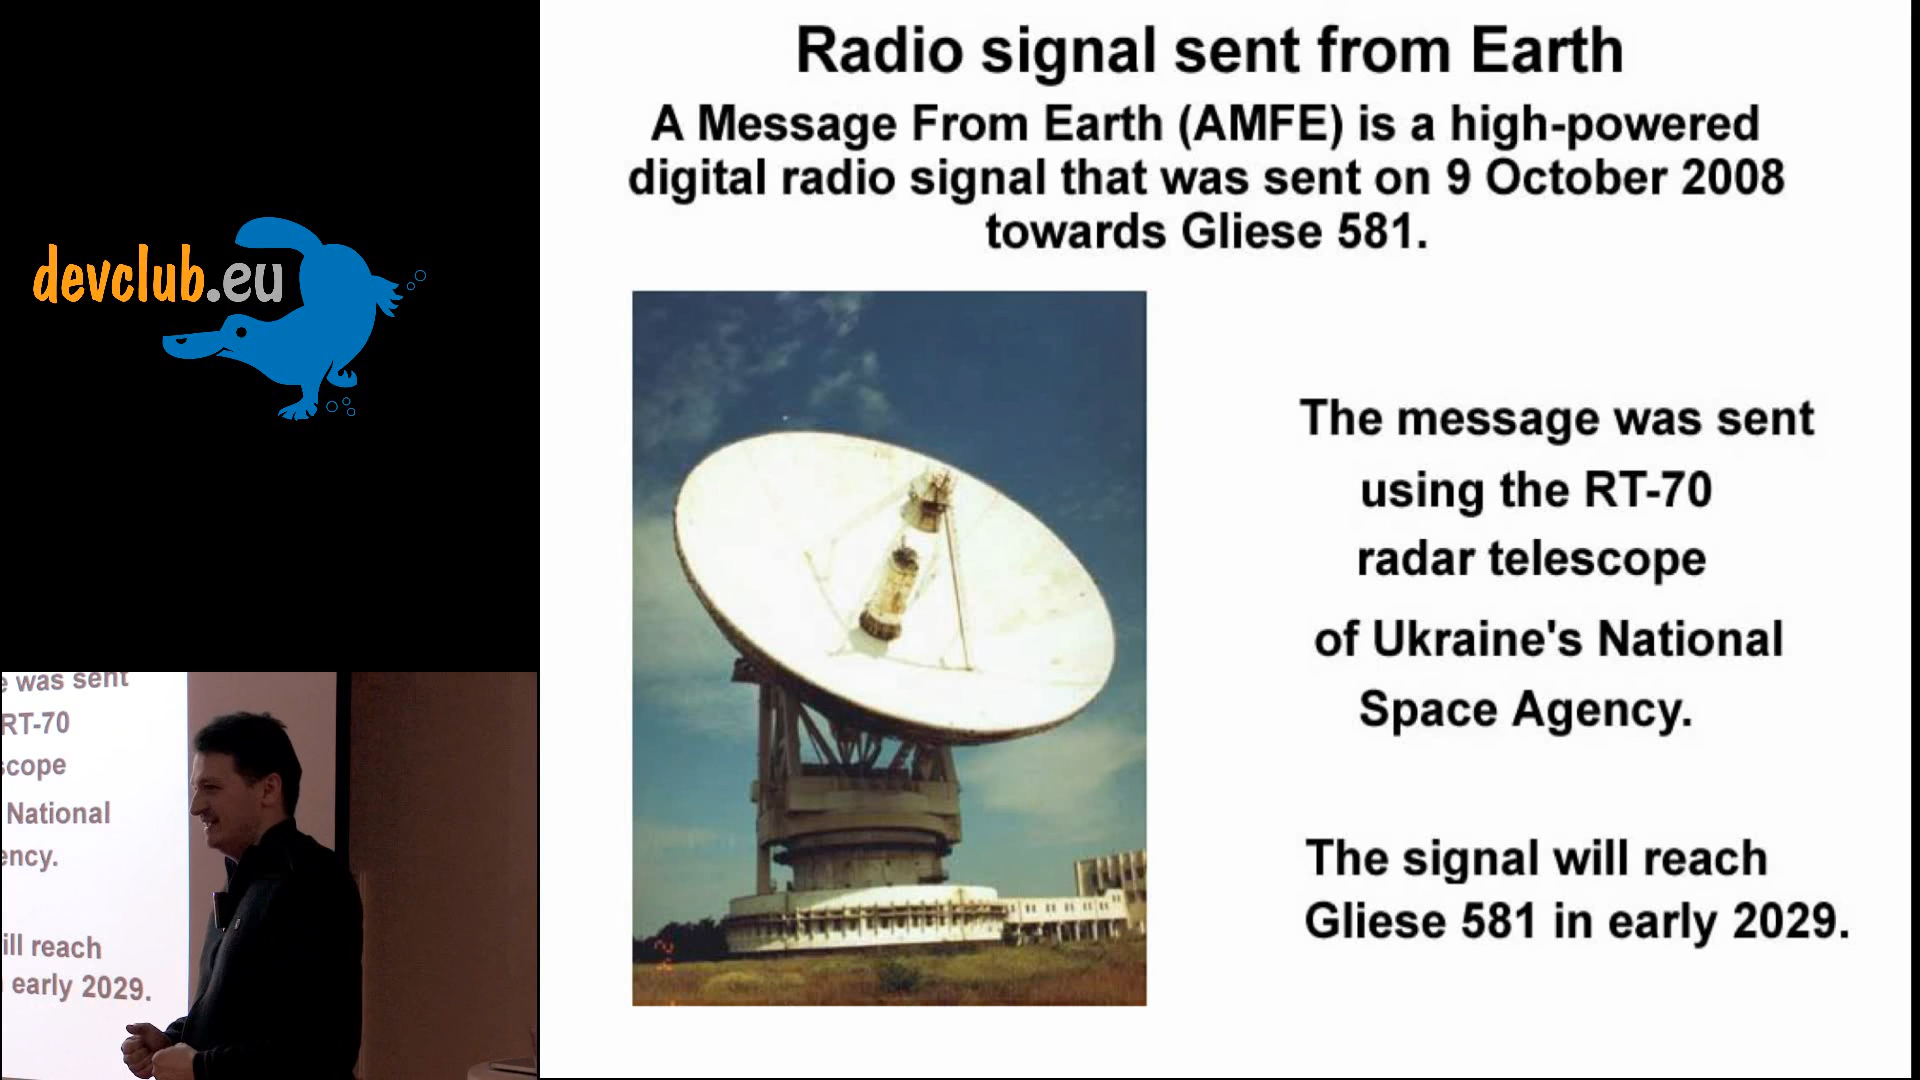 Radio signal sent from Earth
A Message From Earth (AMFE) is a high-powered
digital radio signal that was sent on 9 October 2008
towards Gliese 581.
The message was sent
using the RT-70
radar telescope
of Ukraine's National
Space Agency.
The signal will reach
Gliese 581 in early 2029.
devclub.eu
e was sent
RT-70
scope
National
ency.
ill reach
early 2029.